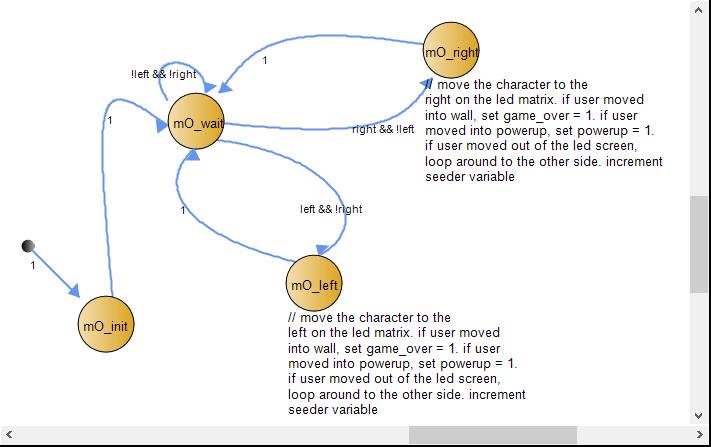 mO_right
1
!left && !right
// move the character to the
right on the led matrix. if user moved
into wall, set game_over = 1. if user
moved into powerup, set powerup = 1.
if user moved out of the led screen,
loop around to the other side. increment
seeder variable
mO_wait
1
right && !left
left && !right
1
1
mO_left
mO_init
// move the character to the
left on the led matrix. if user moved
into wall, set game_over = 1. if user
moved into powerup, set powerup = 1.
if user moved out of the led screen,
loop around to the other side. increment
seeder variable